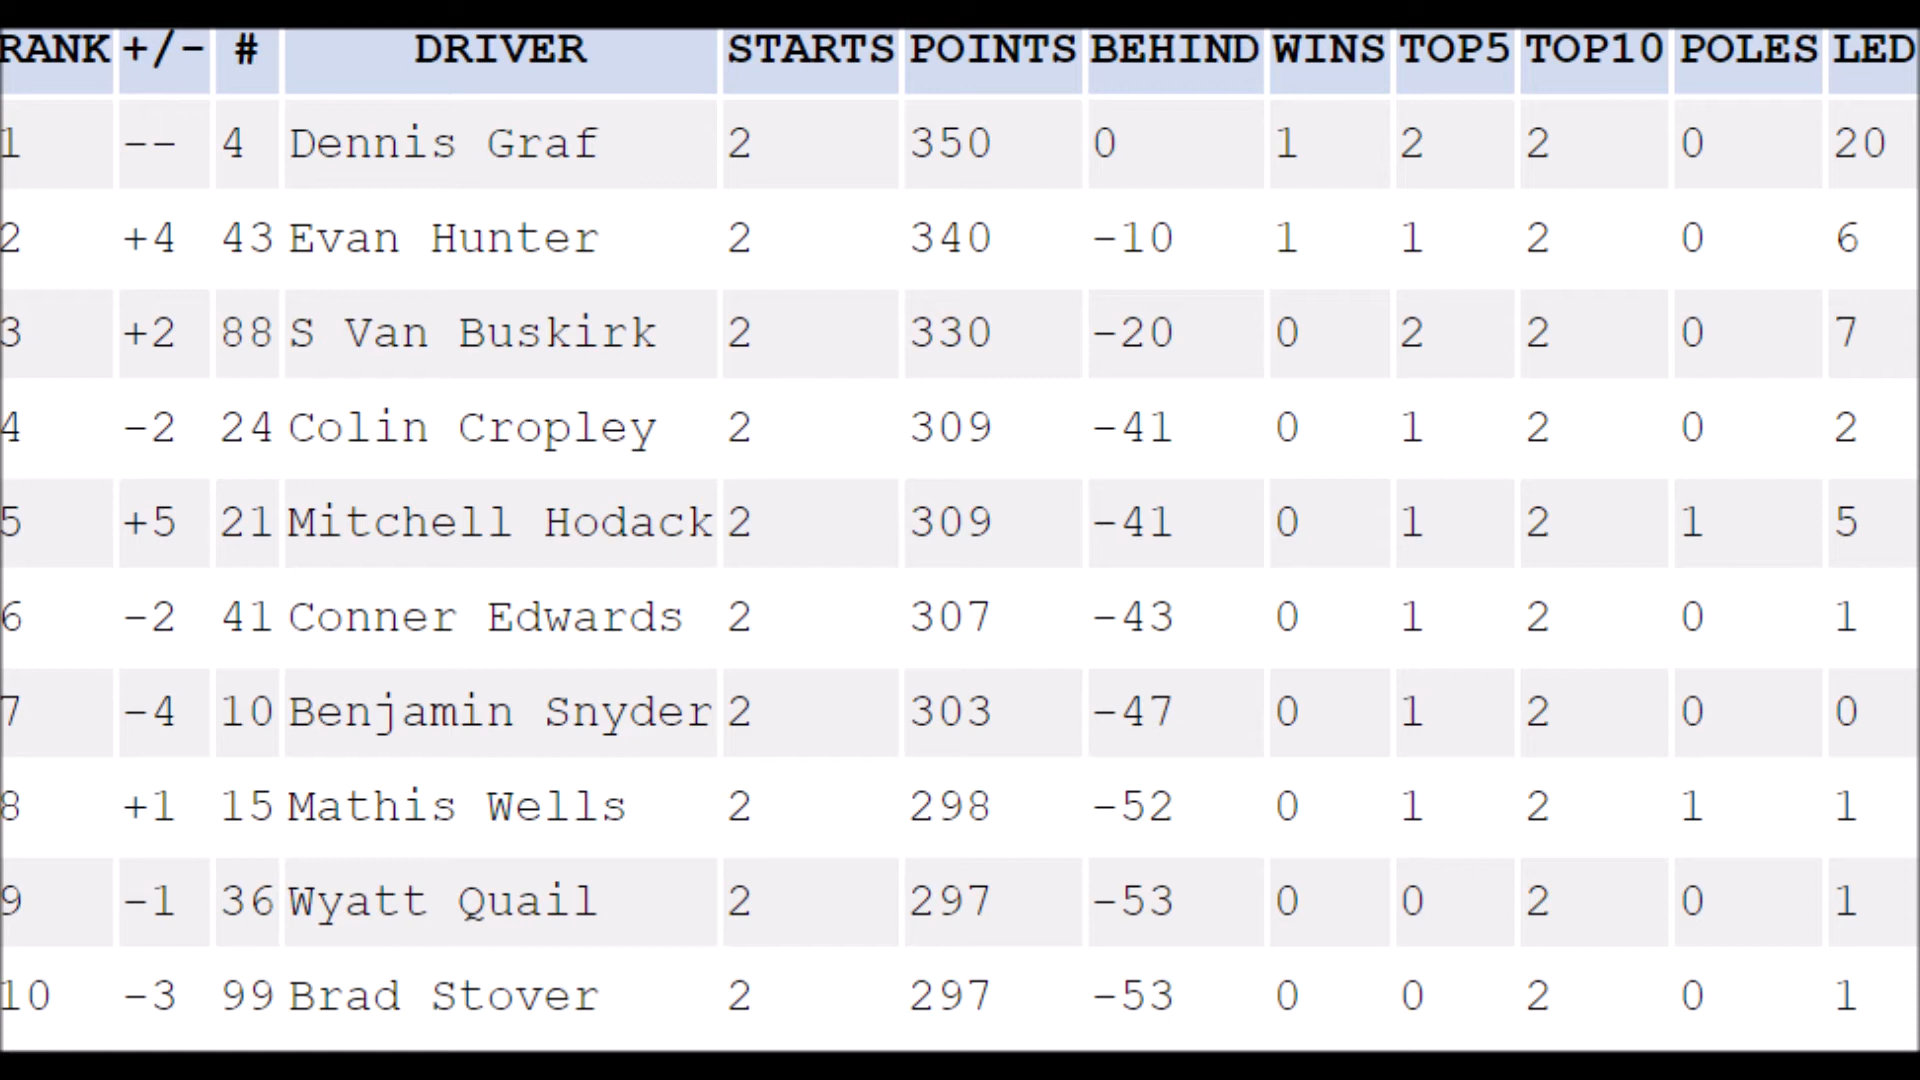 RANK +/- # DRIVER STARTS POINTS BEHIND WINS TOP5 TOP10 POLES LED
1 -- 4 Dennis Graf 2 350 0 1 2 2 0 20
2 +4 43 Evan Hunter 2 340 -10 1 1 2 0 6
3 +2 88 S Van Buskirk 2 330 -20 0 2 2 0 7
4 -2 24 Colin Cropley 2 309 -41 0 1 2 0 2
5 +5 21 Mitchell Hodack 2 309 -41 0 1 2 1 5
6 -2 41 Conner Edwards 2 307 -43 0 1 2 0 1
7 -4 10 Benjamin Snyder 2 303 -47 0 1 2 0 0
8 +1 15 Mathis Wells 2 298 -52 0 1 2 1 1
9 -1 36 Wyatt Quail 2 297 -53 0 0 2 0 1
10 -3 99 Brad Stover 2 297 -53 0 0 2 0 1